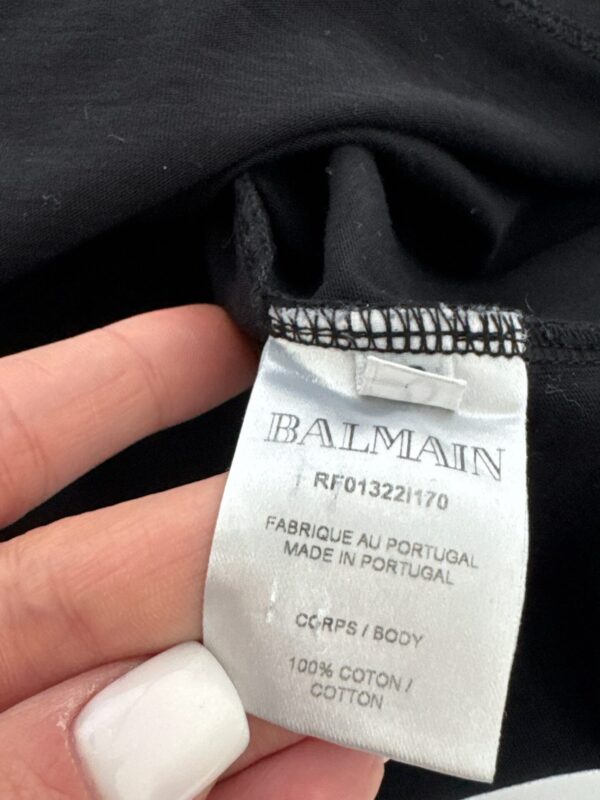 BALMAIN
RF01322I170
FABRIQUE AU PORTUGAL
MADE IN PORTUGAL
CORPS / BODY
100% COTON /
COTTON